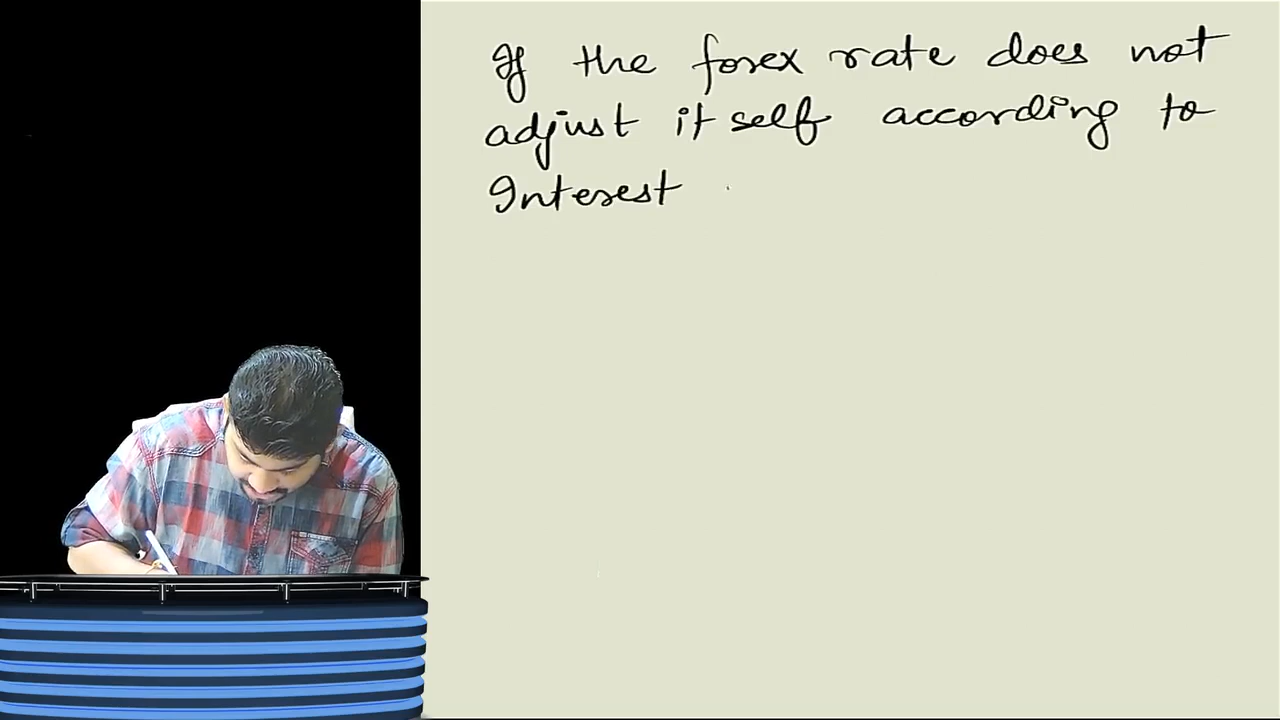 If the forex rate does not
adjust itself according to
Interest